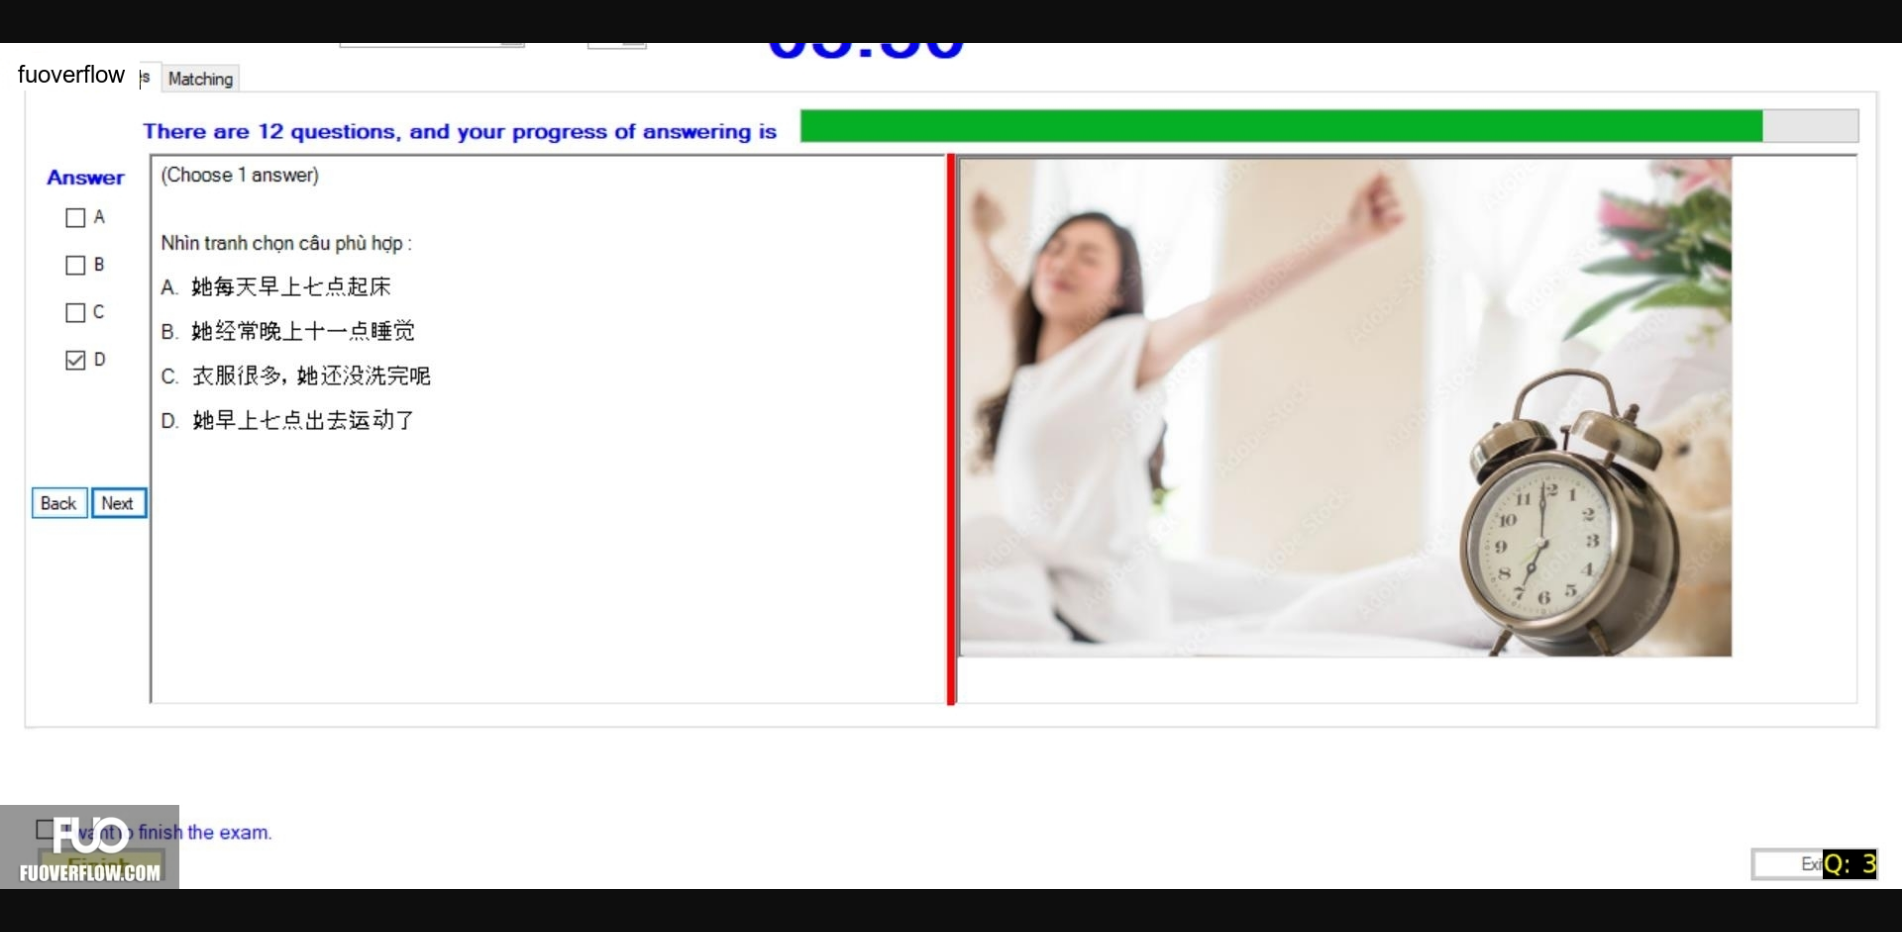 fuoverflow
Matching
There are 12 questions, and your progress of answering is
Answer
A
B
C
D
(Choose 1 answer)
Nhìn tranh chọn câu phù hợp :
A. 她每天早上七点起床
B. 她经常晚上十一点睡觉
C. 衣服很多, 她还没洗完呢
D. 她早上七点出去运动了
Back Next
11 12 1
10 2
9 3
8 4
7 6 5
finish the exam.
FUO
FUOVERFLOW.COM
Q: 3